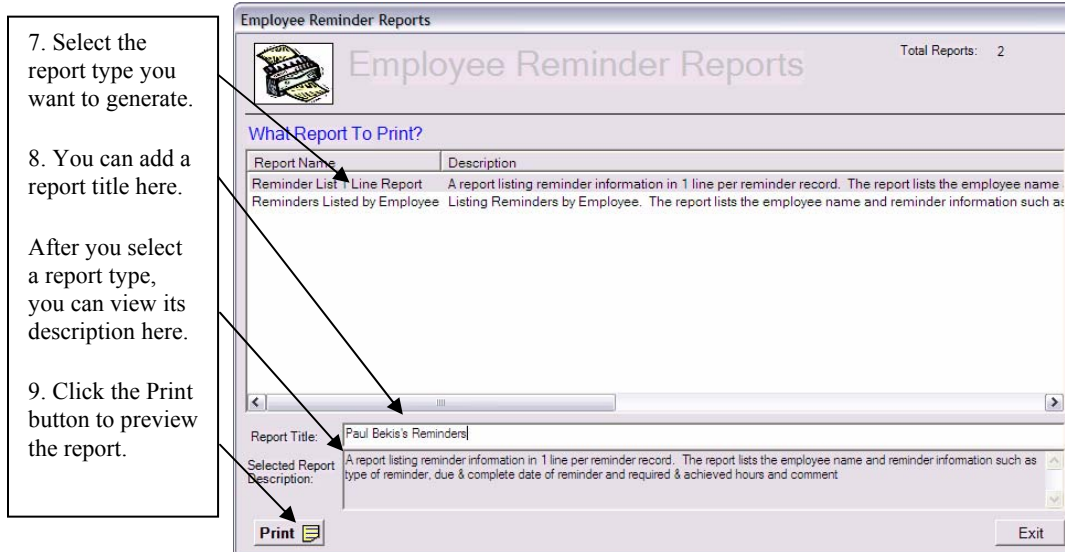 7. Select the
report type you
want to generate.
8. You can add a
report title here.
After you select
a report type,
you can view its
description here.
9. Click the Print
button to preview
the report.
Employee Reminder Reports
Employee Reminder Reports
Total Reports: 2
What Report To Print?
Report Name Description
Reminder List 1 Line Report A report listing reminder information in 1 line per reminder record. The report lists the employee name
Reminders Listed by Employee Listing Reminders by Employee. The report lists the employee name and reminder information such as
Report Title: Paul Bekis's Reminders
Selected Report
Description:
A report listing reminder information in 1 line per reminder record. The report lists the employee name and reminder information such as
type of reminder, due & complete date of reminder and required & achieved hours and comment
Print
Exit